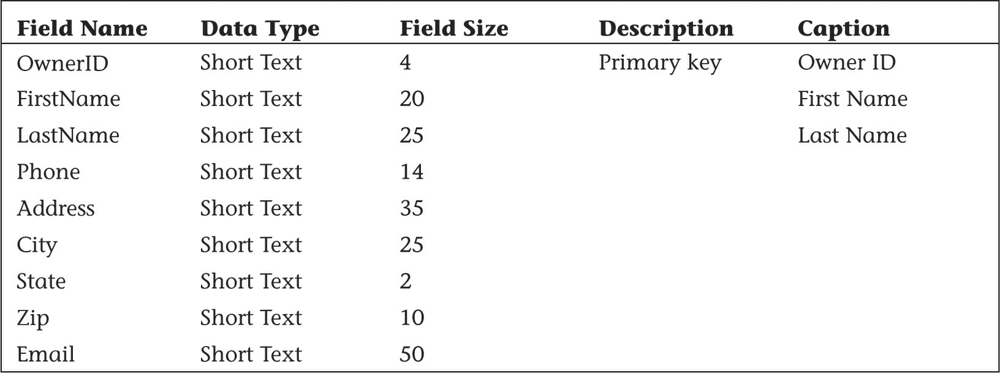 Field Name Data Type Field Size Description Caption
OwnerID Short Text 4 Primary key Owner ID
FirstName Short Text 20 First Name
LastName Short Text 25 Last Name
Phone Short Text 14
Address Short Text 35
City Short Text 25
State Short Text 2
Zip Short Text 10
Email Short Text 50